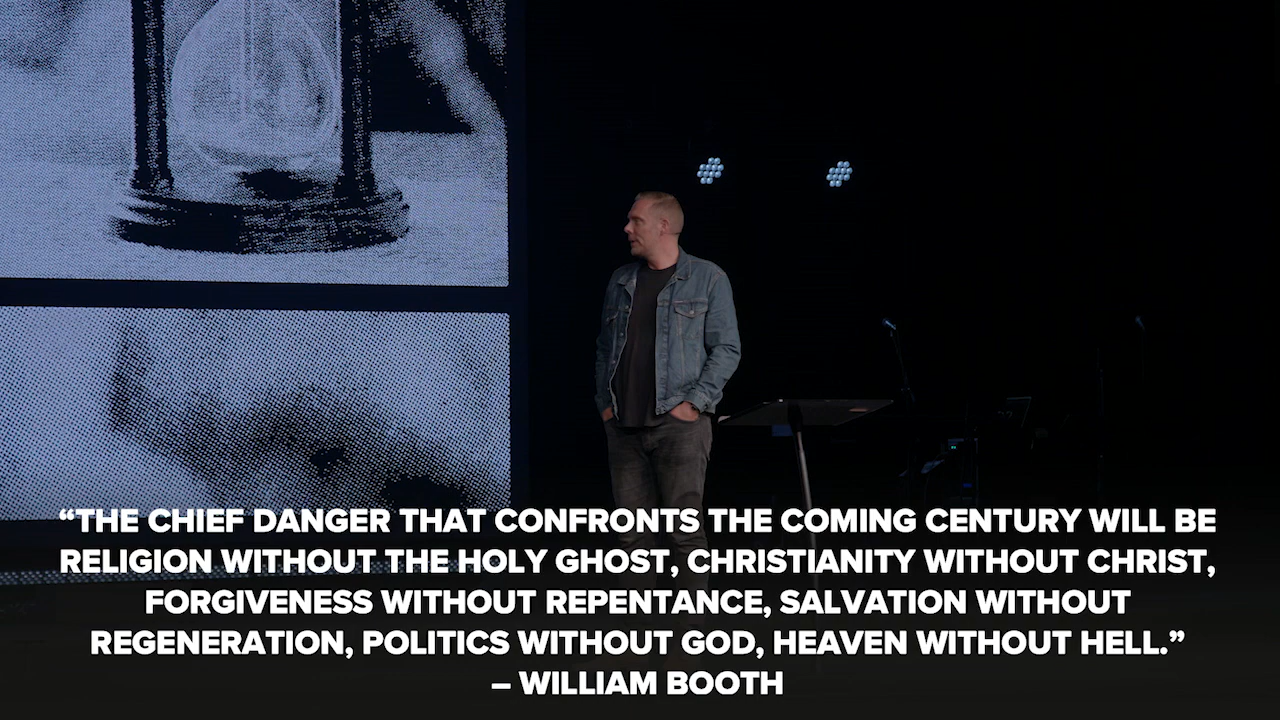 “THE CHIEF DANGER THAT CONFRONTS THE COMING CENTURY WILL BE
RELIGION WITHOUT THE HOLY GHOST, CHRISTIANITY WITHOUT CHRIST,
FORGIVENESS WITHOUT REPENTANCE, SALVATION WITHOUT
REGENERATION, POLITICS WITHOUT GOD, HEAVEN WITHOUT HELL.”
– WILLIAM BOOTH